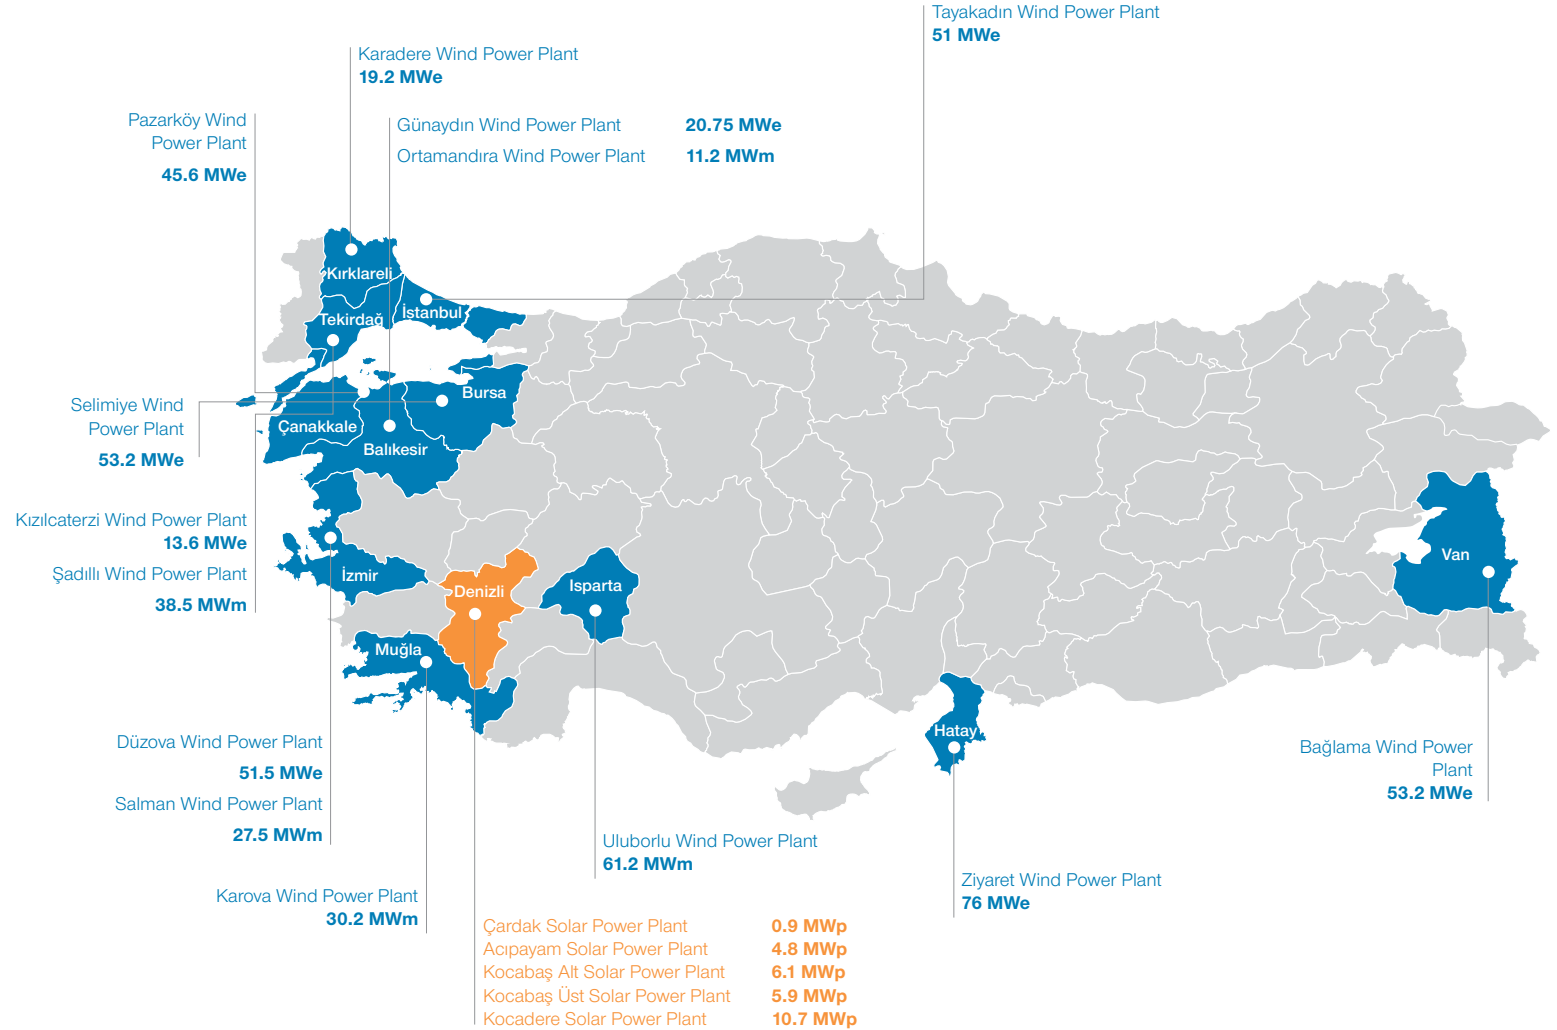 Tayakadın Wind Power Plant
51 MWe
Karadere Wind Power Plant
19.2 MWe
Pazarköy Wind
Power Plant
45.6 MWe
Günaydın Wind Power Plant 20.75 MWe
Ortamandıra Wind Power Plant 11.2 MWm
Kırklareli
Tekirdağ
İstanbul
Bursa
Çanakkale
Balıkesir
Selimiye Wind
Power Plant
53.2 MWe
Kızılcaterzi Wind Power Plant
13.6 MWe
Şadıllı Wind Power Plant
38.5 MWm
İzmir
Denizli
Isparta
Muğla
Van
Hatay
Düzova Wind Power Plant
51.5 MWe
Salman Wind Power Plant
27.5 MWm
Karova Wind Power Plant
30.2 MWm
Uluborlu Wind Power Plant
61.2 MWm
Ziyaret Wind Power Plant
76 MWe
Bağlama Wind Power
Plant
53.2 MWe
Çardak Solar Power Plant 0.9 MWp
Acıpayam Solar Power Plant 4.8 MWp
Kocabaş Alt Solar Power Plant 6.1 MWp
Kocabaş Üst Solar Power Plant 5.9 MWp
Kocadere Solar Power Plant 10.7 MWp